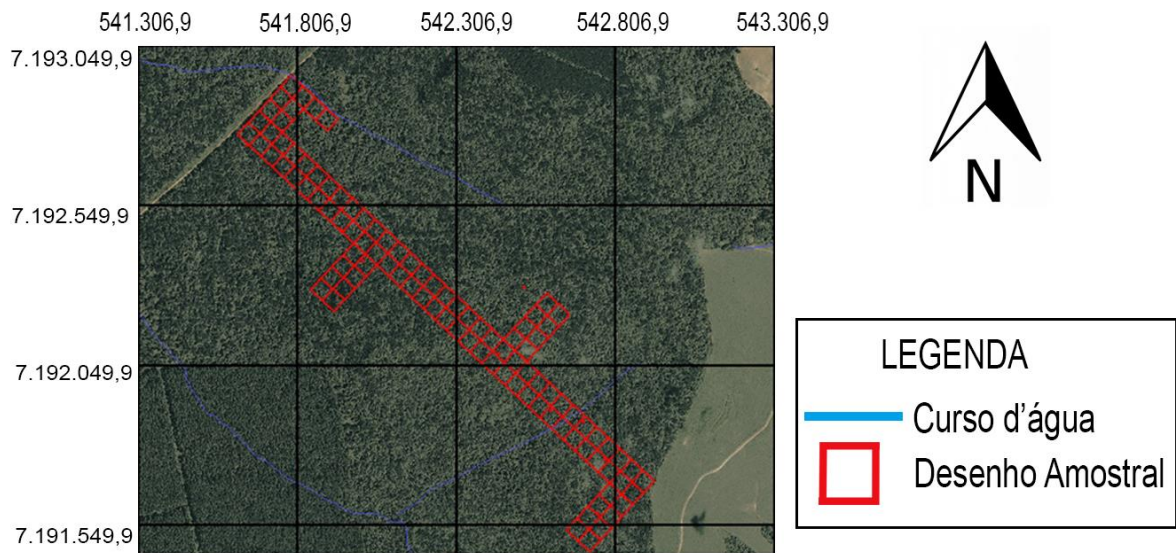 541.306,9 541.806,9 542.306,9 542.806,9 543.306,9
7.193.049,9
N
7.192.549,9
7.192.049,9
7.191.549,9
LEGENDA
Curso d'água
Desenho Amostral